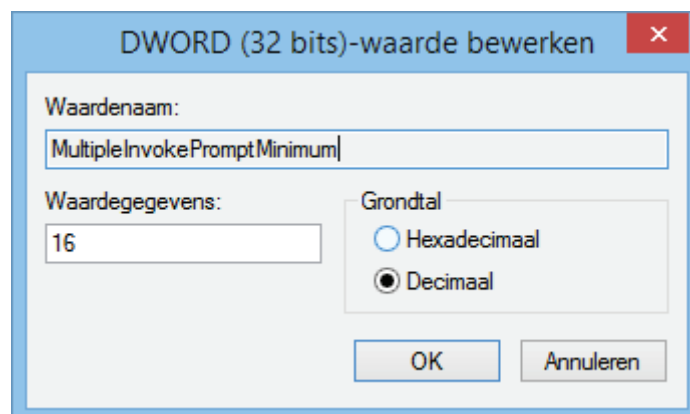 DWORD (32 bits)-waarde bewerken
Waardenaam:
MultipleInvokePromptMinimum
Waardegegevens:
16
Grondtal
Hexadecimaal
Decimaal
OK
Annuleren